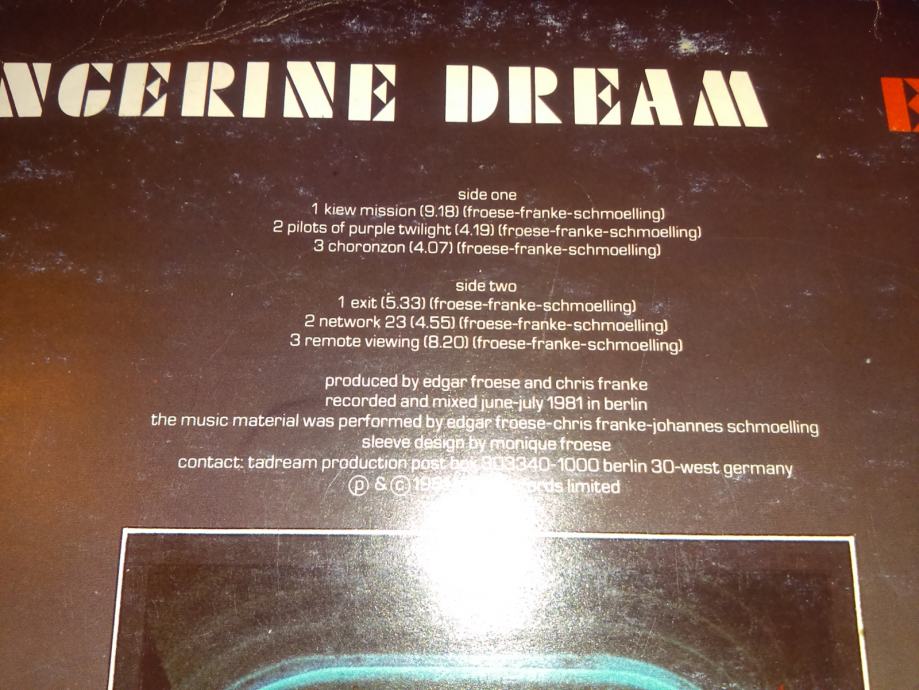 NGERINE DREAM E
side one
1 kiew mission (9.18) (froese-franke-schmoelling)
2 pilots of purple twilight (4.19) (froese-franke-schmoelling)
3 choronzon (4.07) (froese-franke-schmoelling)
side two
1 exit (5.33) (froese-franke-schmoelling)
2 network 23 (4.55) (froese-franke-schmoelling)
3 remote viewing (8.20) (froese-franke-schmoelling)
produced by edgar froese and chris franke
recorded and mixed june-july 1981 in berlin
the music material was performed by edgar froese-chris franke-johannes schmoelling
sleeve design by monique froese
contact: tadream production post box 303340-1000 berlin 30-west germany
℗ & © limited